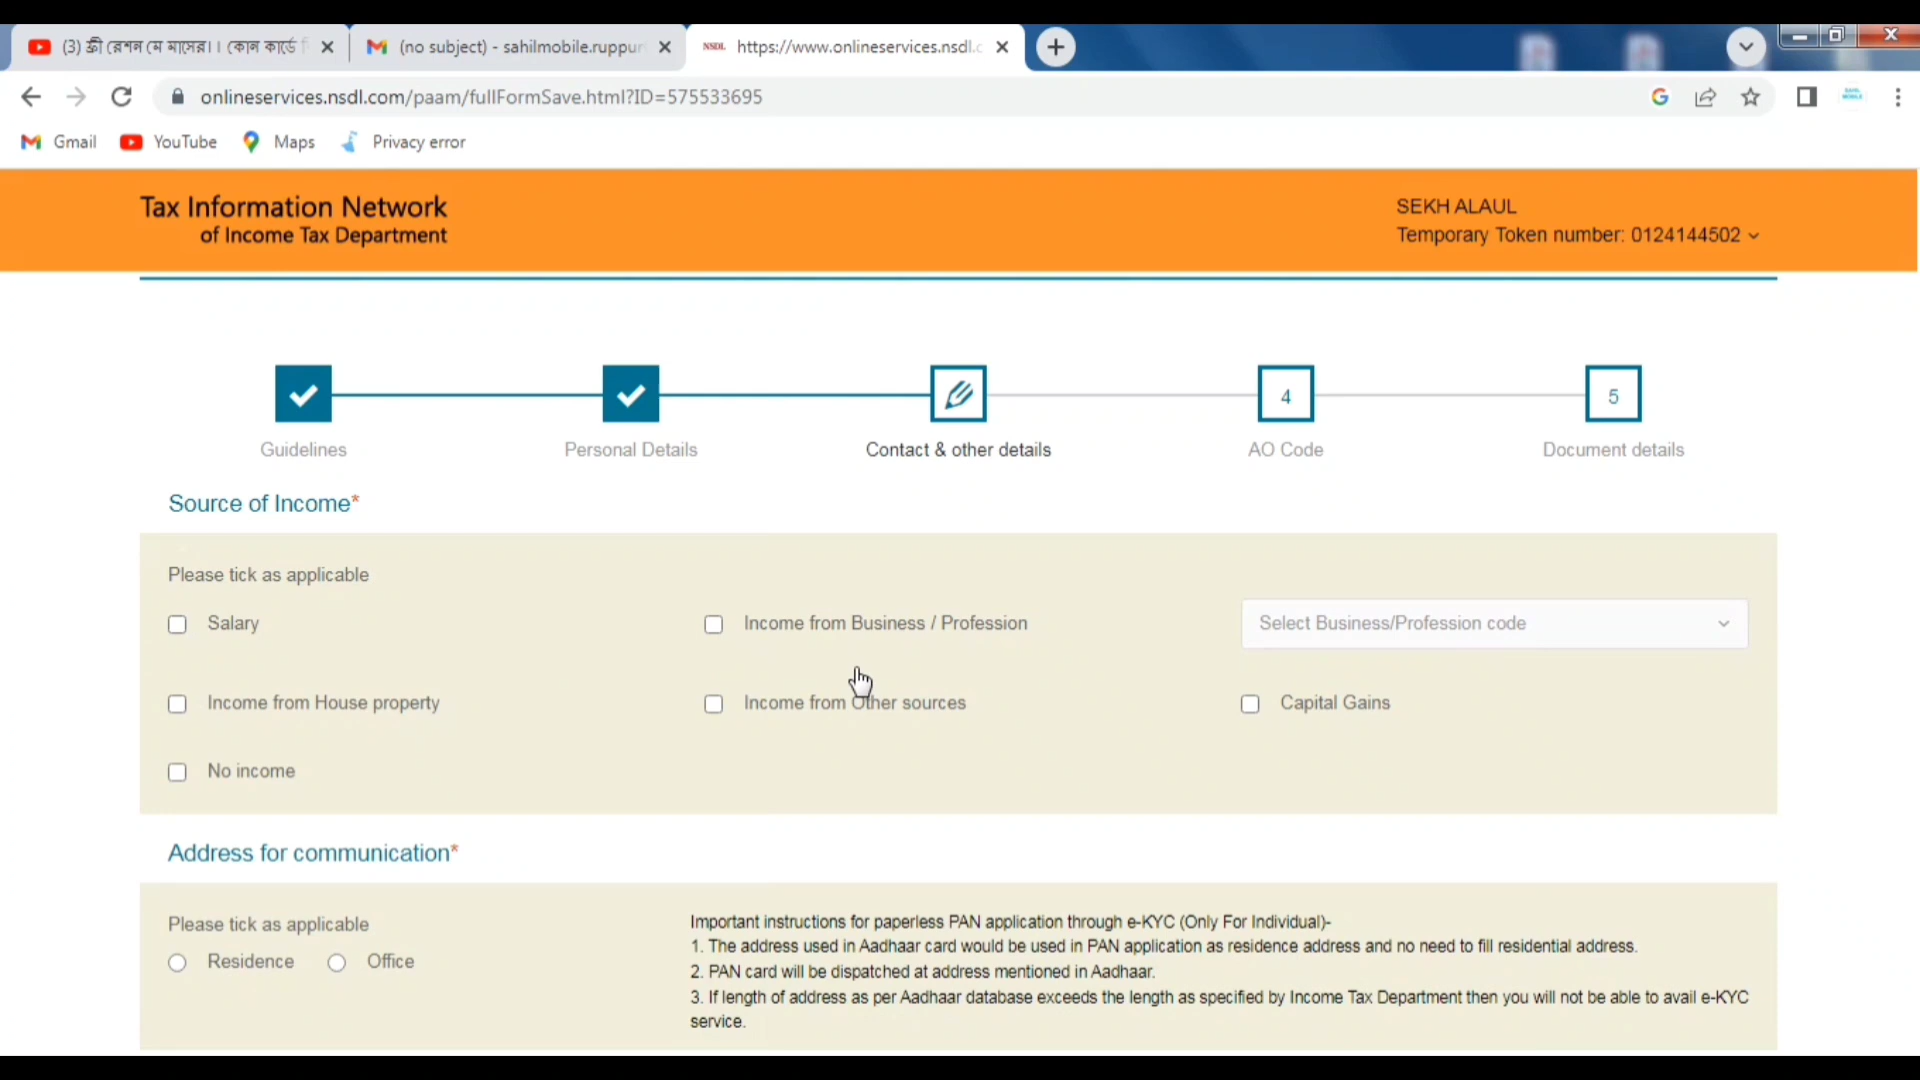 (3) ফ্রী রেশন মে মাসের।। কোন কার্ডে
(no subject) - sahilmobile.ruppur
NSDL https://www.onlineservices.nsdl.c
onlineservices.nsdl.com/paam/fullFormSave.html?ID=575533695
Gmail YouTube Maps Privacy error
Tax Information Network
of Income Tax Department
SEKH ALAUL
Temporary Token number: 0124144502
4 5
Guidelines Personal Details Contact & other details AO Code Document details
Source of Income*
Please tick as applicable
Salary Income from Business / Profession Select Business/Profession code
Income from House property Income from Other sources Capital Gains
No income
Address for communication*
Please tick as applicable
Residence Office
Important instructions for paperless PAN application through e-KYC (Only For Individual)-
1. The address used in Aadhaar card would be used in PAN application as residence address and no need to fill residential address.
2. PAN card will be dispatched at address mentioned in Aadhaar.
3. If length of address as per Aadhaar database exceeds the length as specified by Income Tax Department then you will not be able to avail e-KYC
service.